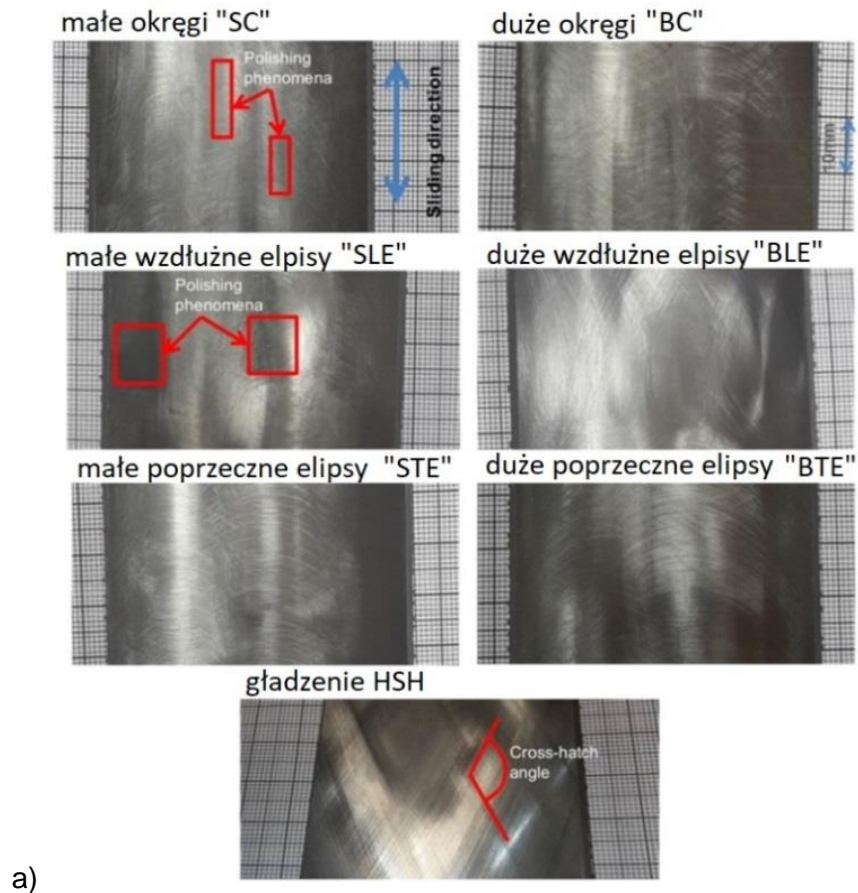 małe okręgi "SC"
duże okręgi "BC"
Polishing
phenomena
Sliding direction
10mm
małe wzdłużne elpisy "SLE"
duże wzdłużne elpisy "BLE"
Polishing
phenomena
małe poprzeczne elipsy "STE"
duże poprzeczne elipsy "BTE"
gładzenie HSH
Cross-hatch
angle
a)